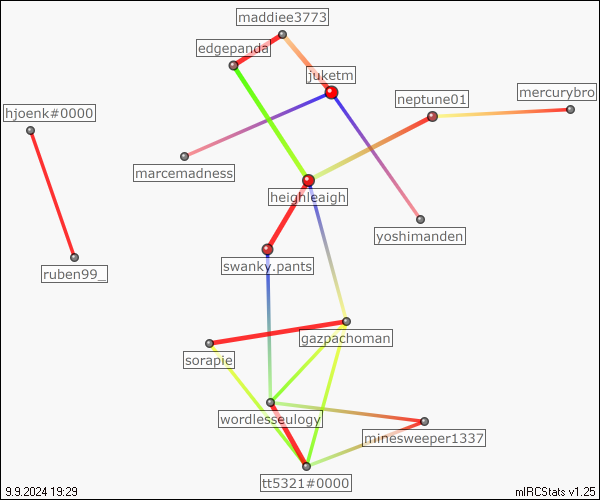 maddiee3773
edgepanda
juketm
mercurybro
neptune01
hjoenk#0000
marcemadness
heighleaigh
yoshimanden
swanky.pants
ruben99_
gazpachoman
sorapie
wordlesseulogy
minesweeper1337
tt5321#0000
9.9.2024 19:29
mIRCStats v1.25